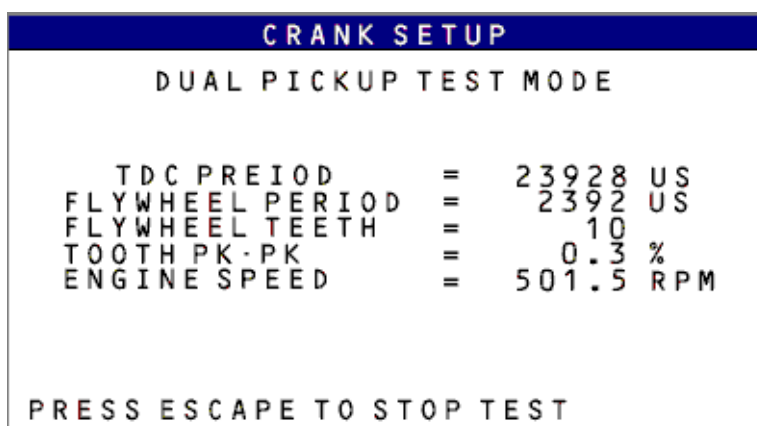 CRANK SETUP
DUAL PICKUP TEST MODE
TDC PREIOD = 23928 US
FLYWHEEL PERIOD = 2392 US
FLYWHEEL TEETH = 10
TOOTH PK-PK = 0.3 %
ENGINE SPEED = 501.5 RPM
PRESS ESCAPE TO STOP TEST